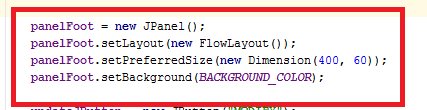 panelFoot = new JPanel();
panelFoot.setLayout(new FlowLayout());
panelFoot.setPreferredSize(new Dimension(400, 60));
panelFoot.setBackground(BACKGROUND_COLOR);